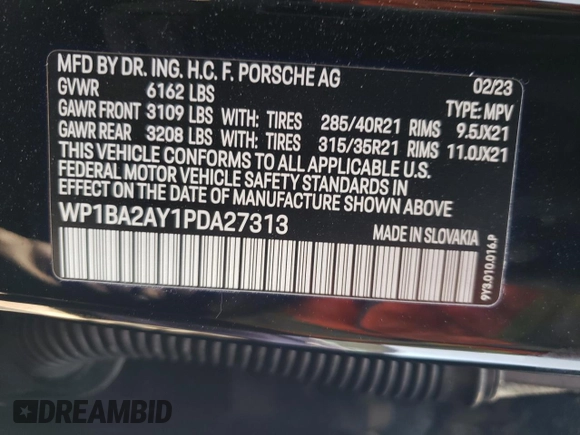 MFD BY DR. ING. H.C. F. PORSCHE AG 02/23
GVWR 6162 LBS TYPE: MPV
GAWR FRONT 3109 LBS WITH: TIRES 285/40R21 RIMS 9.5JX21
GAWR REAR 3208 LBS WITH: TIRES 315/35R21 RIMS 11.0JX21
THIS VEHICLE CONFORMS TO ALL APPLICABLE
FEDERAL MOTOR VEHICLE SAFETY STANDARDS IN
EFFECT ON THE DATE OF MANUFACTURE SHOWN ABOVE
WP1BA2AY1PDA27313 MADE IN SLOVAKIA
9Y3.010.016.P
DREAMBID